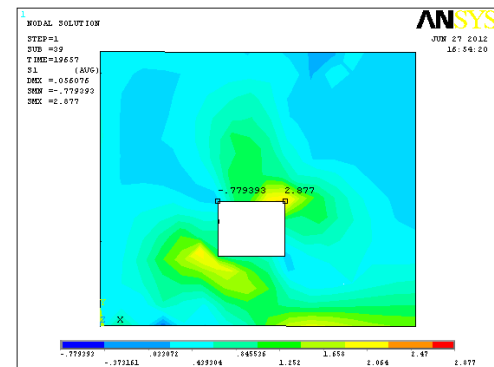 1
NODAL SOLUTION
ANSYS
JUN 27 2012
16:54:20
STEP=1
SUB =39
TIME=19657
S1 (AVG)
DMX =.056076
SMN =-.779393
SMX =2.877
-.779393 2.877
Y
Z X
-.779393 .033072 .845536 1.658 2.47
-.373161 .439304 1.252 2.064 2.877